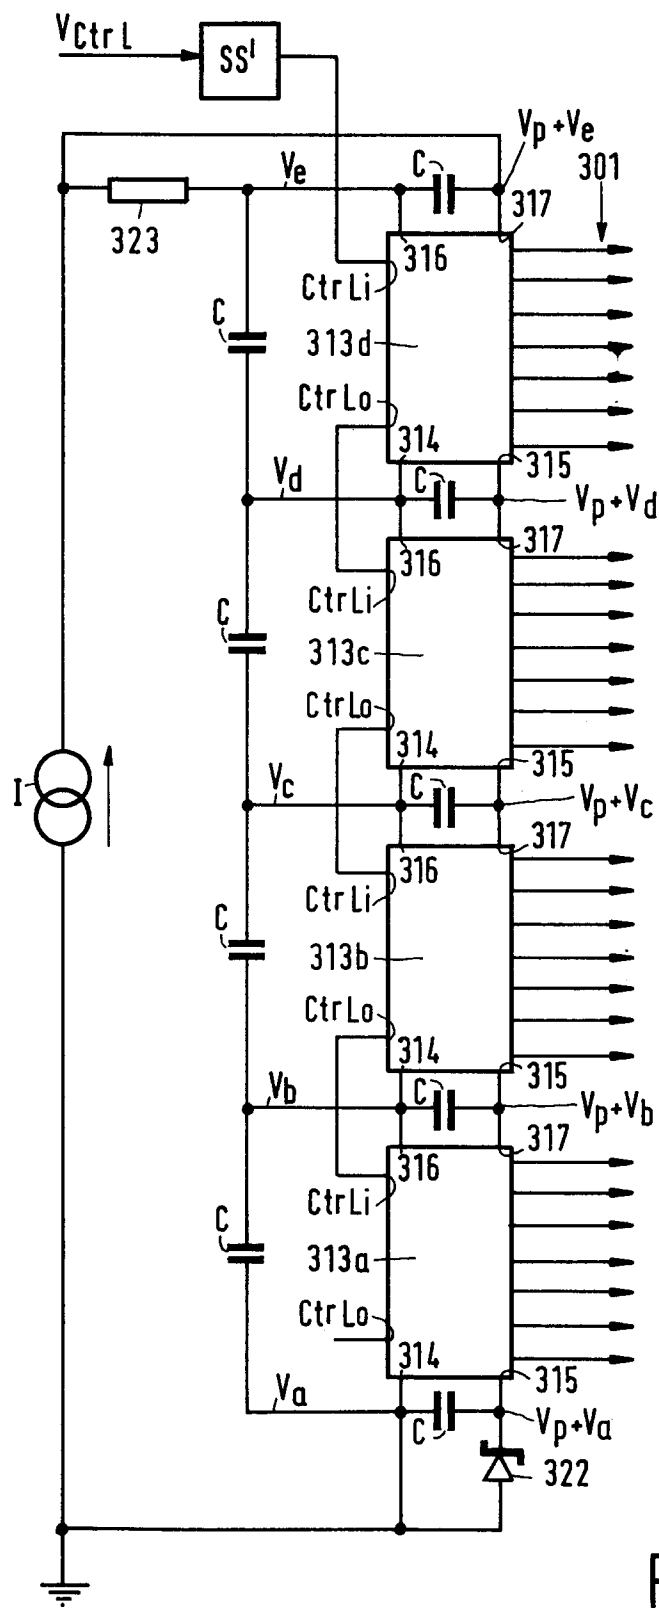 VCtrL
SS'
Vp+Ve
301
Ve
C
317
323
316
CtrLi
C
313d
CtrLo
314
315
Vd
C
Vp+Vd
317
316
CtrLi
C
313c
CtrLo
314
315
I
Vc
C
Vp+Vc
317
316
CtrLi
C
313b
CtrLo
314
315
Vb
C
Vp+Vb
317
316
CtrLi
C
313a
CtrLo
314
315
Va
C
Vp+Va
322